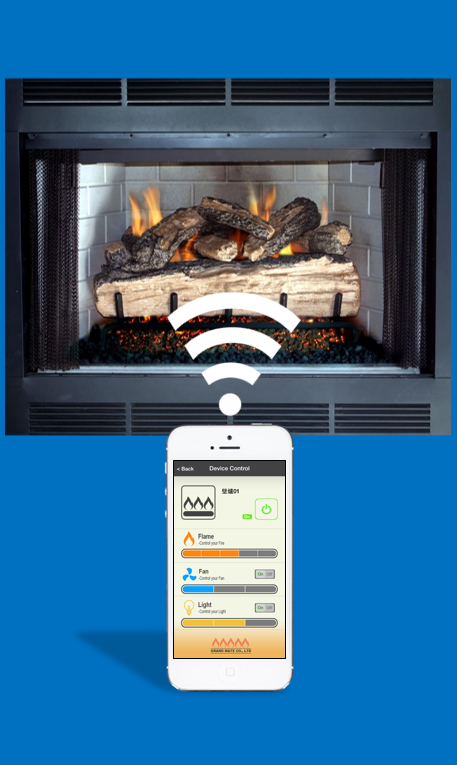 < Back Device Control
壁爐01
On
Flame
-Control your Fire
Fan
-Control your Fan
On Off
Light
-Control your Light
On Off
GRAND MATE CO., LTD